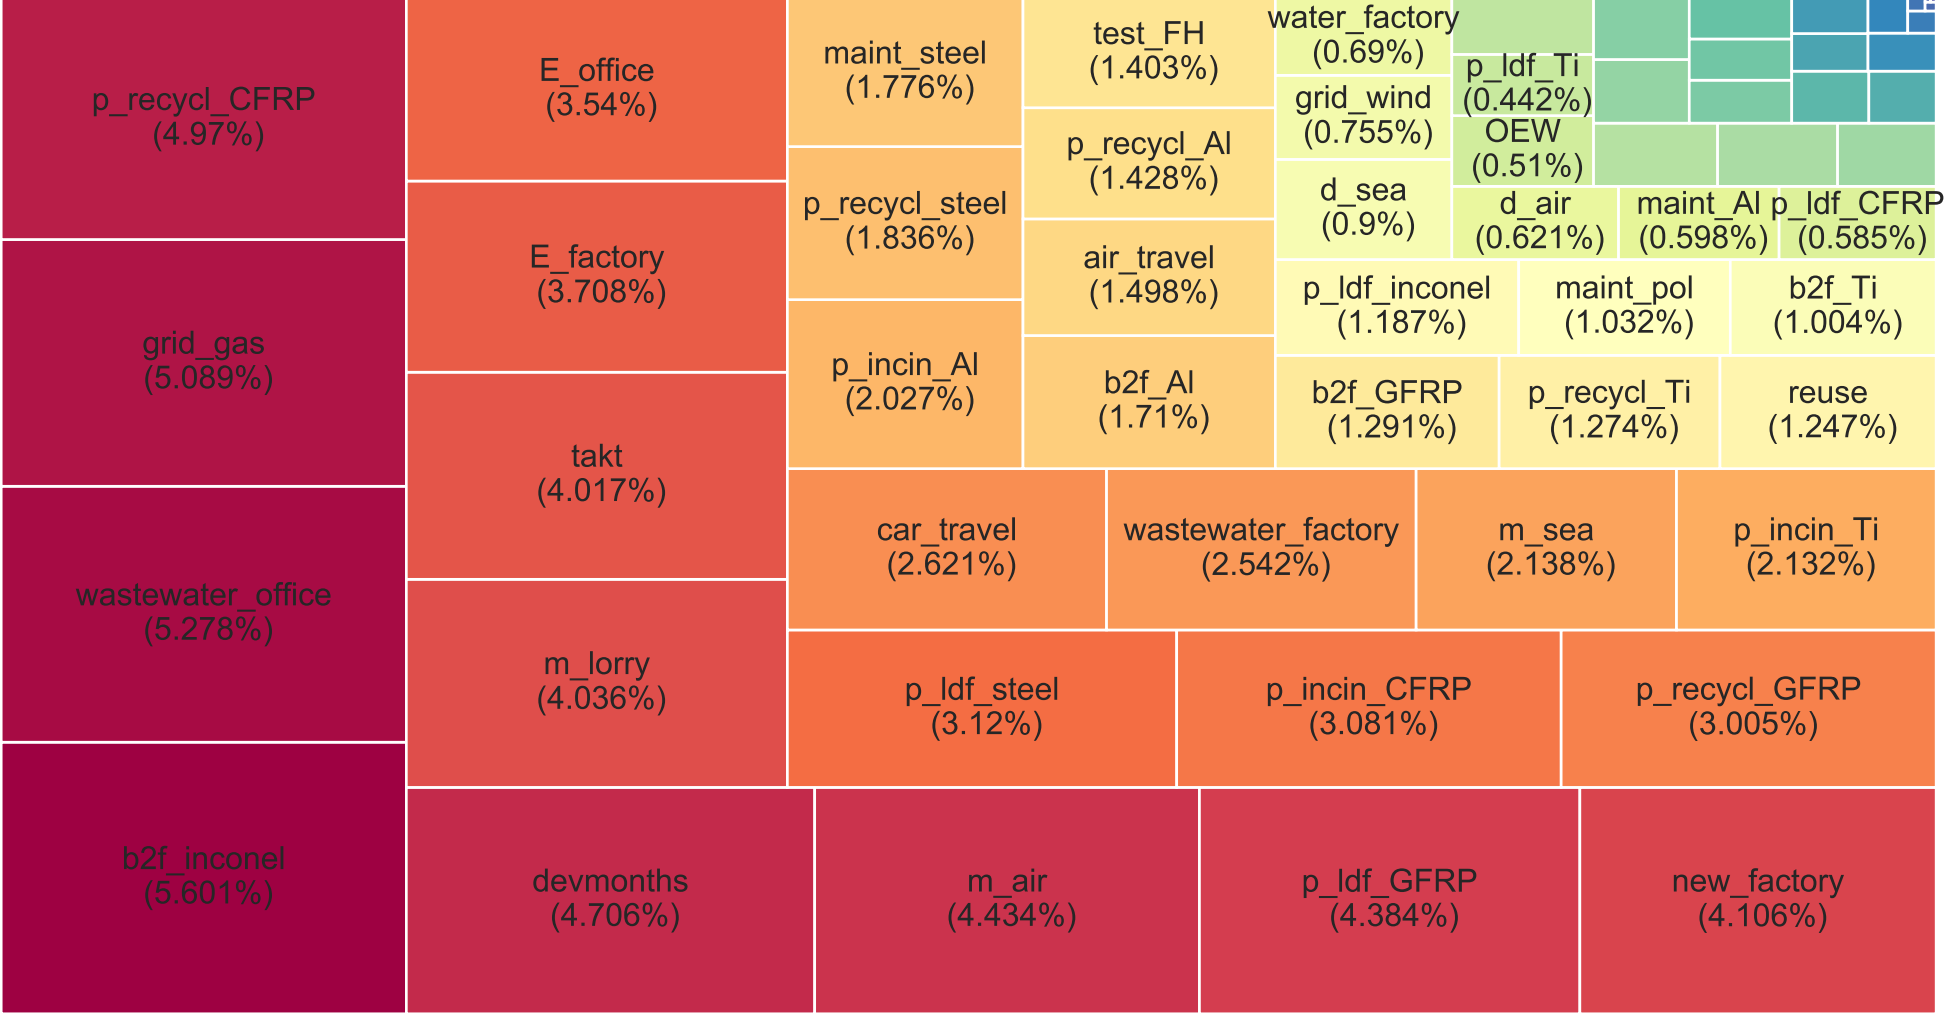 p_recycl_CFRP
(4.97%)
grid_gas
(5.089%)
wastewater_office
(5.278%)
b2f_inconel
(5.601%)
E_office
(3.54%)
E_factory
(3.708%)
takt
(4.017%)
m_lorry
(4.036%)
devmonths
(4.706%)
m_air
(4.434%)
p_ldf_GFRP
(4.384%)
new_factory
(4.106%)
maint_steel
(1.776%)
p_recycl_steel
(1.836%)
p_incin_Al
(2.027%)
test_FH
(1.403%)
p_recycl_Al
(1.428%)
air_travel
(1.498%)
b2f_Al
(1.71%)
water_factory
(0.69%)
grid_wind
(0.755%)
d_sea
(0.9%)
p_ldf_Ti
(0.442%)
OEW
(0.51%)
d_air
(0.621%)
maint_Al
(0.598%)
p_ldf_CFRP
(0.585%)
p_ldf_inconel
(1.187%)
maint_pol
(1.032%)
b2f_Ti
(1.004%)
b2f_GFRP
(1.291%)
p_recycl_Ti
(1.274%)
reuse
(1.247%)
car_travel
(2.621%)
wastewater_factory
(2.542%)
m_sea
(2.138%)
p_incin_Ti
(2.132%)
p_ldf_steel
(3.12%)
p_incin_CFRP
(3.081%)
p_recycl_GFRP
(3.005%)